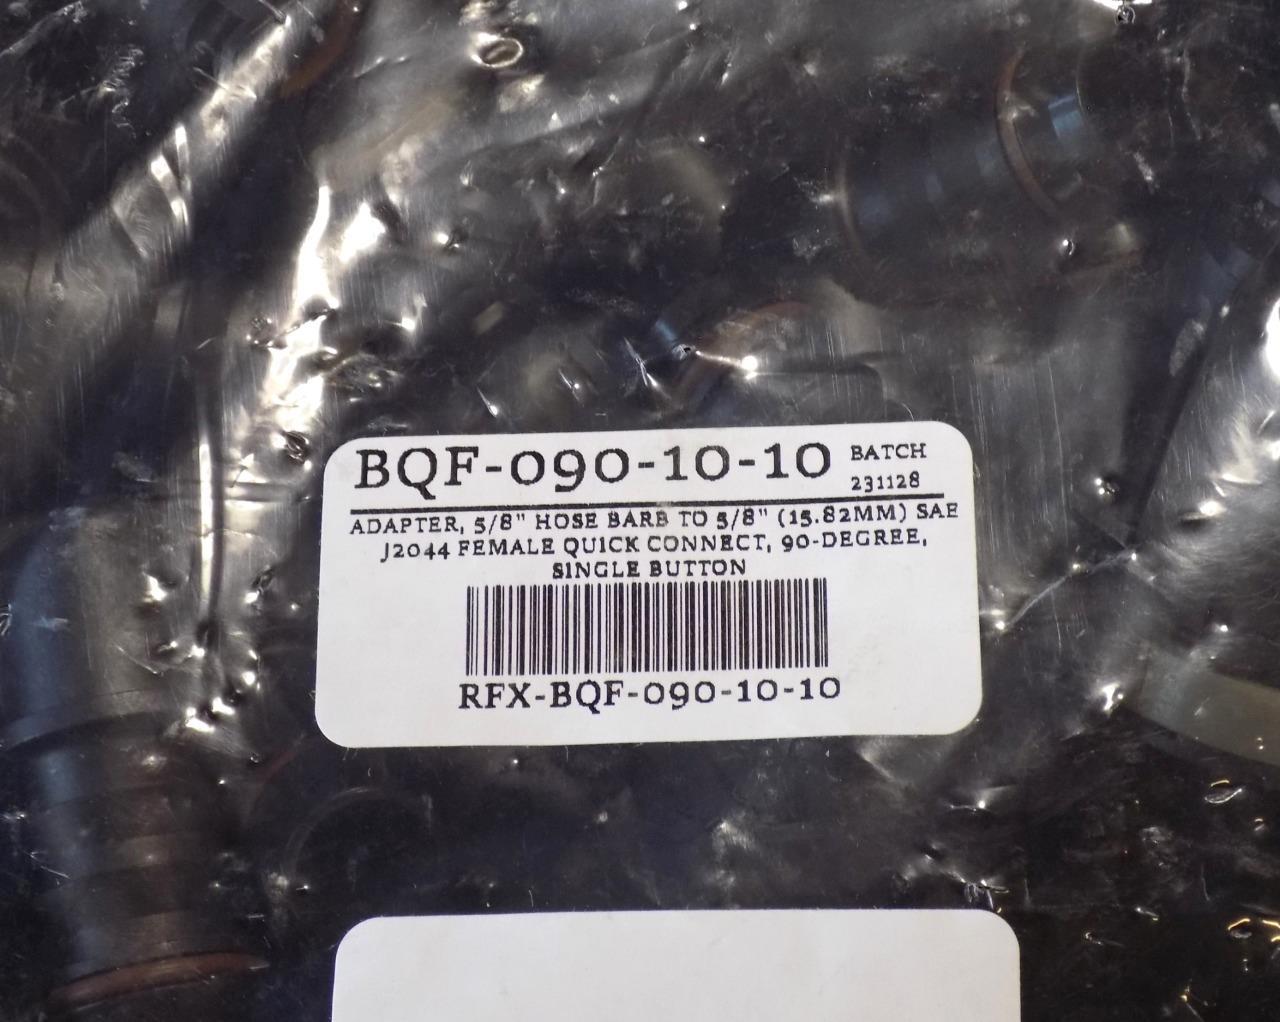 BQF-090-10-10 BATCH 231128
ADAPTER, 5/8" HOSE BARB TO 5/8" (15.82MM) SAE
J2044 FEMALE QUICK CONNECT, 90-DEGREE,
SINGLE BUTTON
RFX-BQF-090-10-10